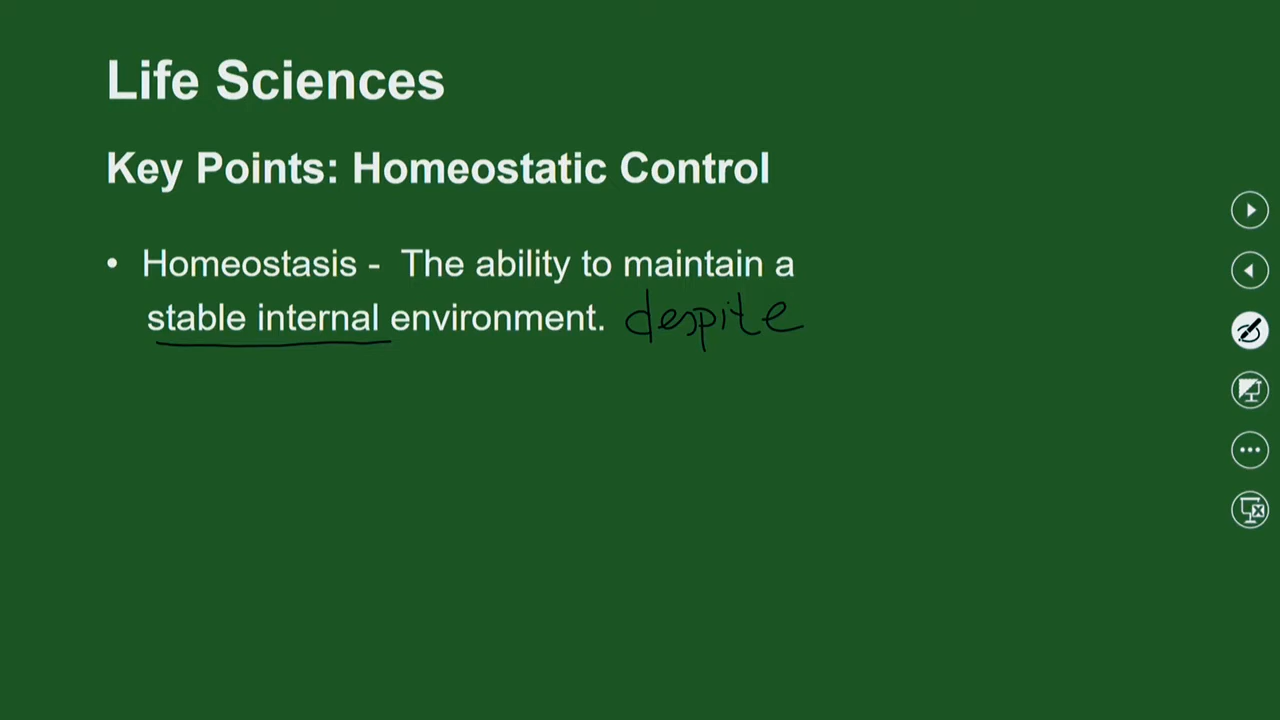 Life Sciences
Key Points: Homeostatic Control
• Homeostasis - The ability to maintain a
stable internal environment. despite